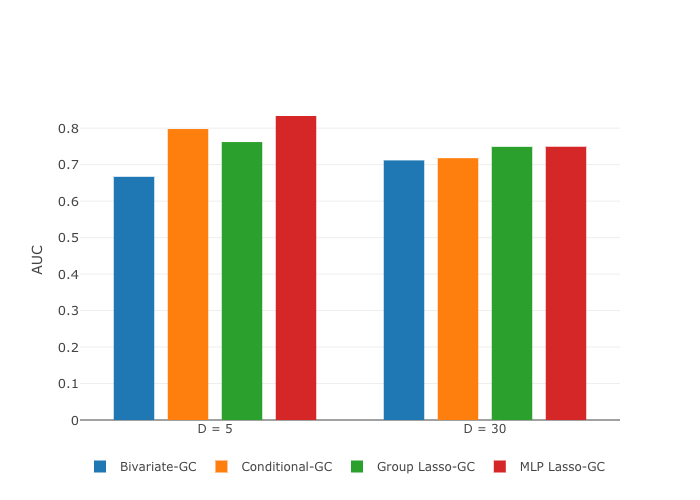 0.8
0.7
0.6
0.5
0.4
0.3
0.2
0.1
0
AUC
D = 5
D = 30
Bivariate-GC
Conditional-GC
Group Lasso-GC
MLP Lasso-GC